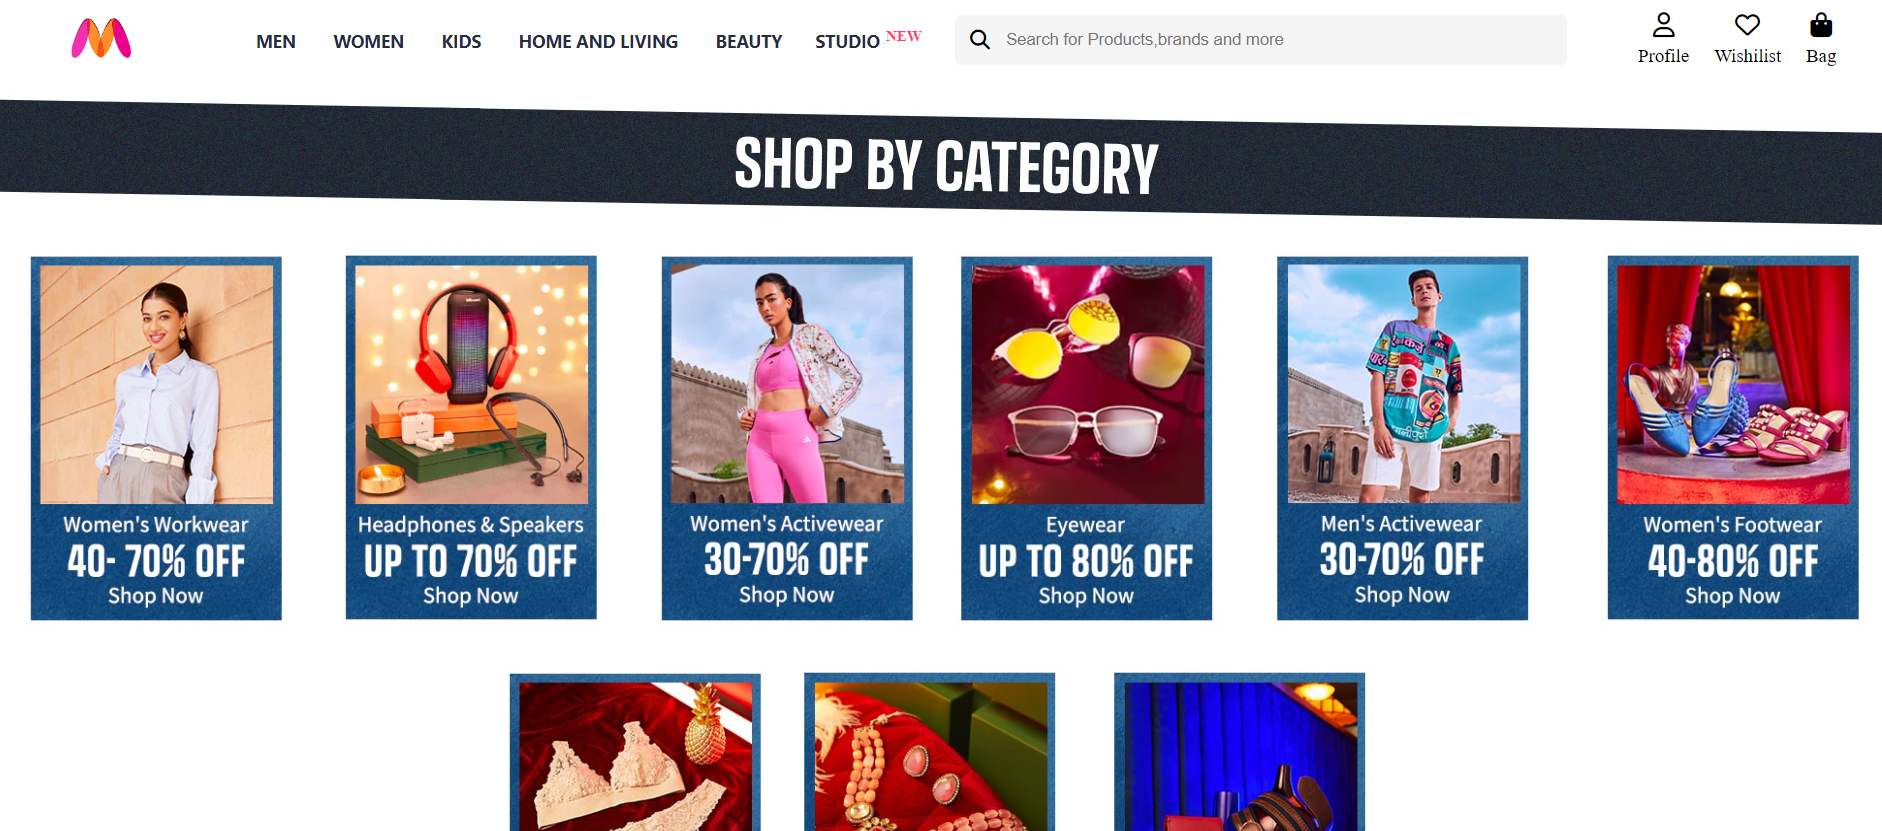 MEN WOMEN KIDS HOME AND LIVING BEAUTY STUDIO NEW Search for Products,brands and more Profile Wishilist Bag
SHOP BY CATEGORY
Women's Workwear
40- 70% OFF
Shop Now
Headphones & Speakers
UP TO 70% OFF
Shop Now
Women's Activewear
30-70% OFF
Shop Now
Eyewear
UP TO 80% OFF
Shop Now
Men's Activewear
30-70% OFF
Shop Now
Women's Footwear
40-80% OFF
Shop Now